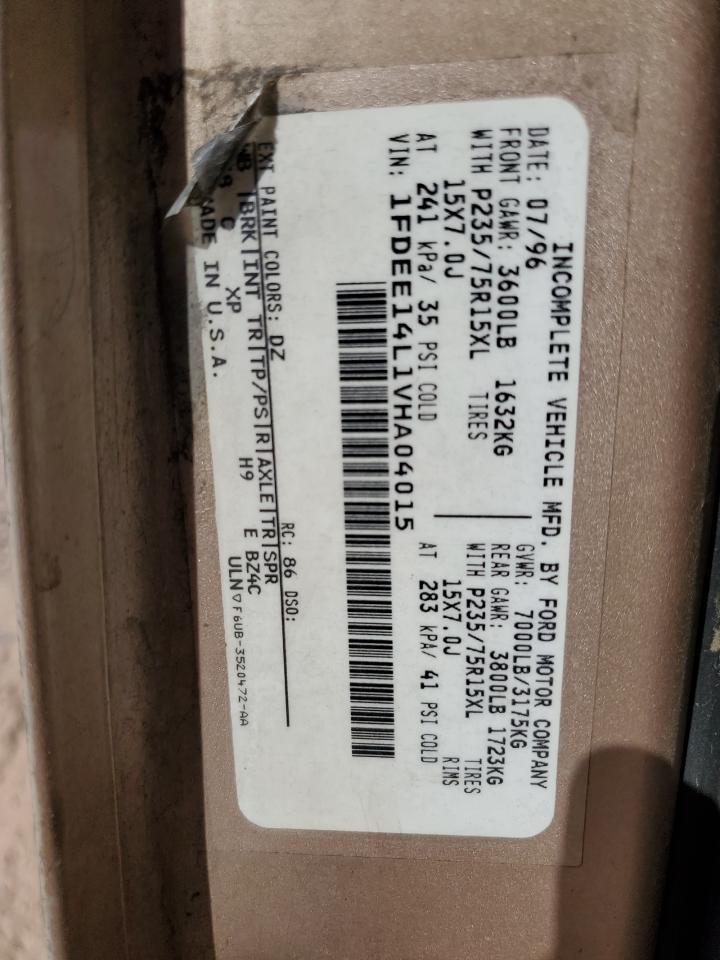 INCOMPLETE VEHICLE MFD. BY FORD MOTOR COMPANY
DATE: 07/96 GVWR: 7000LB/3175KG
FRONT GAWR: 3600LB 1632KG REAR GAWR: 3800LB 1723KG
WITH P235/75R15XL TIRES WITH P235/75R15XL TIRES
15X7.0J 15X7.0J RIMS
AT 241 kPa/ 35 PSI COLD AT 283 kPa/ 41 PSI COLD
VIN: 1FDEE14L1VHA04015
EXT PAINT COLORS: DZ RC: 86 DSO:
WB |BRK|INT TR|TP/PS|R|AXLE|TR|SPR
8 C XP H9 E BZ4C
MADE IN U.S.A. ULN▽F6UB-3520472-AA